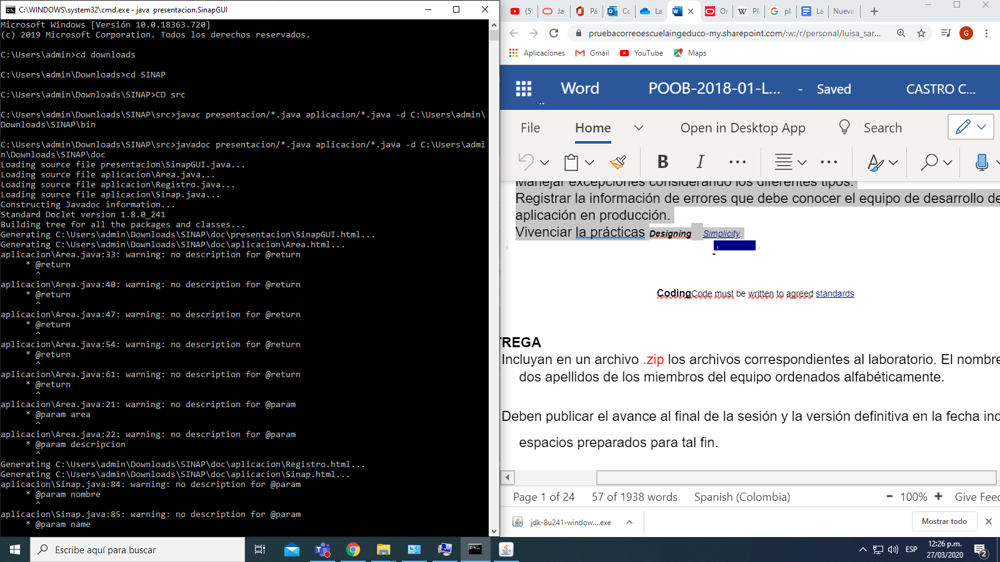 C:\WINDOWS\system32\cmd.exe - java  presentacion.SinapGUI
Microsoft Windows [Versión 10.0.18363.720]
(c) 2019 Microsoft Corporation. Todos los derechos reservados.
C:\Users\admin>cd downloads
C:\Users\admin\Downloads>cd SINAP
C:\Users\admin\Downloads\SINAP>CD src
C:\Users\admin\Downloads\SINAP\src>javac presentacion/*.java aplicacion/*.java -d C:\Users\admin\
Downloads\SINAP\bin
C:\Users\admin\Downloads\SINAP\src>javadoc presentacion/*.java aplicacion/*.java -d C:\Users\admi
n\Downloads\SINAP\doc
Loading source file presentacion\SinapGUI.java...
Loading source file aplicacion\Area.java...
Loading source file aplicacion\Registro.java...
Loading source file aplicacion\Sinap.java...
Constructing Javadoc information...
Standard Doclet version 1.8.0_241
Building tree for all the packages and classes...
Generating C:\Users\admin\Downloads\SINAP\doc\presentacion\SinapGUI.html...
Generating C:\Users\admin\Downloads\SINAP\doc\aplicacion\Area.html...
aplicacion\Area.java:33: warning: no description for @return
* @return
^
aplicacion\Area.java:40: warning: no description for @return
* @return
^
aplicacion\Area.java:47: warning: no description for @return
* @return
^
aplicacion\Area.java:54: warning: no description for @return
* @return
^
aplicacion\Area.java:61: warning: no description for @return
* @return
^
aplicacion\Area.java:21: warning: no description for @param
* @param area
^
aplicacion\Area.java:22: warning: no description for @param
* @param descripcion
^
Generating C:\Users\admin\Downloads\SINAP\doc\aplicacion\Registro.html...
Generating C:\Users\admin\Downloads\SINAP\doc\aplicacion\Sinap.html...
aplicacion\Sinap.java:84: warning: no description for @param
* @param nombre
^
aplicacion\Sinap.java:85: warning: no description for @param
* @param name
(5! Ja Pá Cc La Or Pl pl La Nueva
pruebacorreoescuelaingeduco-my.sharepoint.com/:w:/r/personal/luisa_sar...
G
Aplicaciones Gmail YouTube Maps
Word POOB-2018-01-L... - Saved CASTRO C...
File Home Open in Desktop App Search
B I ...
Manejar excepciones considerando los diferentes tipos.
Registrar la información de errores que debe conocer el equipo de desarrollo de
aplicación en producción.
Vivenciar la prácticas Designing Simplicity.
CodingCode must be written to agreed standards
TREGA
Incluyan en un archivo .zip los archivos correspondientes al laboratorio. El nombre
dos apellidos de los miembros del equipo ordenados alfabéticamente.
Deben publicar el avance al final de la sesión y la versión definitiva en la fecha ind
espacios preparados para tal fin.
Page 1 of 24 57 of 1938 words Spanish (Colombia) - 100% + Give Feec
jdk-8u241-window....exe Mostrar todo
Escribe aquí para buscar
ESP
12:26 p.m.
27/03/2020
2